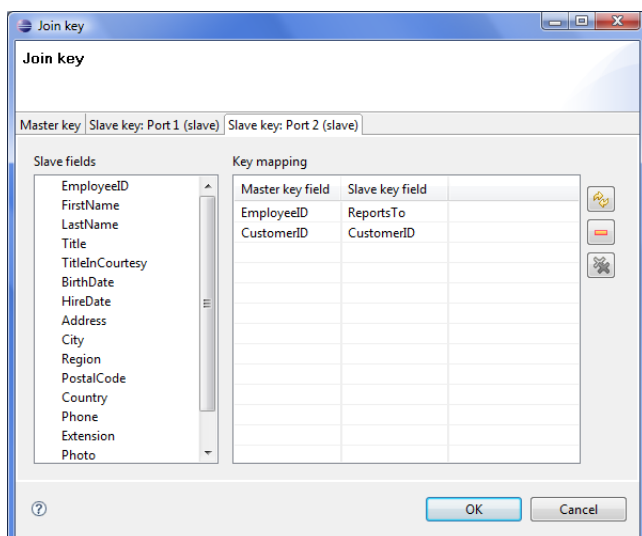 Join key
Join key
Master key Slave key: Port 1 (slave) Slave key: Port 2 (slave)
Slave fields
EmployeeID
FirstName
LastName
Title
TitleInCourtesy
BirthDate
HireDate
Address
City
Region
PostalCode
Country
Phone
Extension
Photo
Key mapping
Master key field Slave key field
EmployeeID ReportsTo
CustomerID CustomerID
OK Cancel